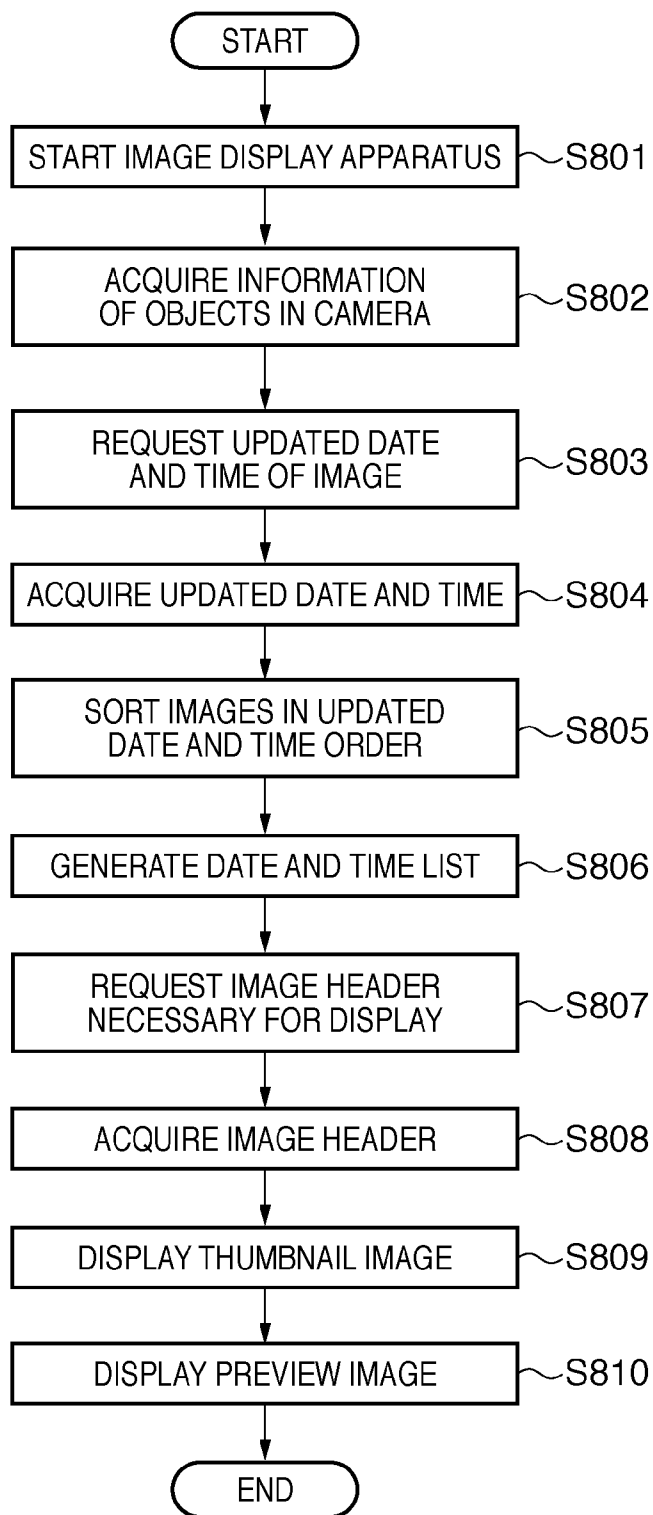 START
START IMAGE DISPLAY APPARATUS
S801
ACQUIRE INFORMATION
OF OBJECTS IN CAMERA
S802
REQUEST UPDATED DATE
AND TIME OF IMAGE
S803
ACQUIRE UPDATED DATE AND TIME
S804
SORT IMAGES IN UPDATED
DATE AND TIME ORDER
S805
GENERATE DATE AND TIME LIST
S806
REQUEST IMAGE HEADER
NECESSARY FOR DISPLAY
S807
ACQUIRE IMAGE HEADER
S808
DISPLAY THUMBNAIL IMAGE
S809
DISPLAY PREVIEW IMAGE
S810
END